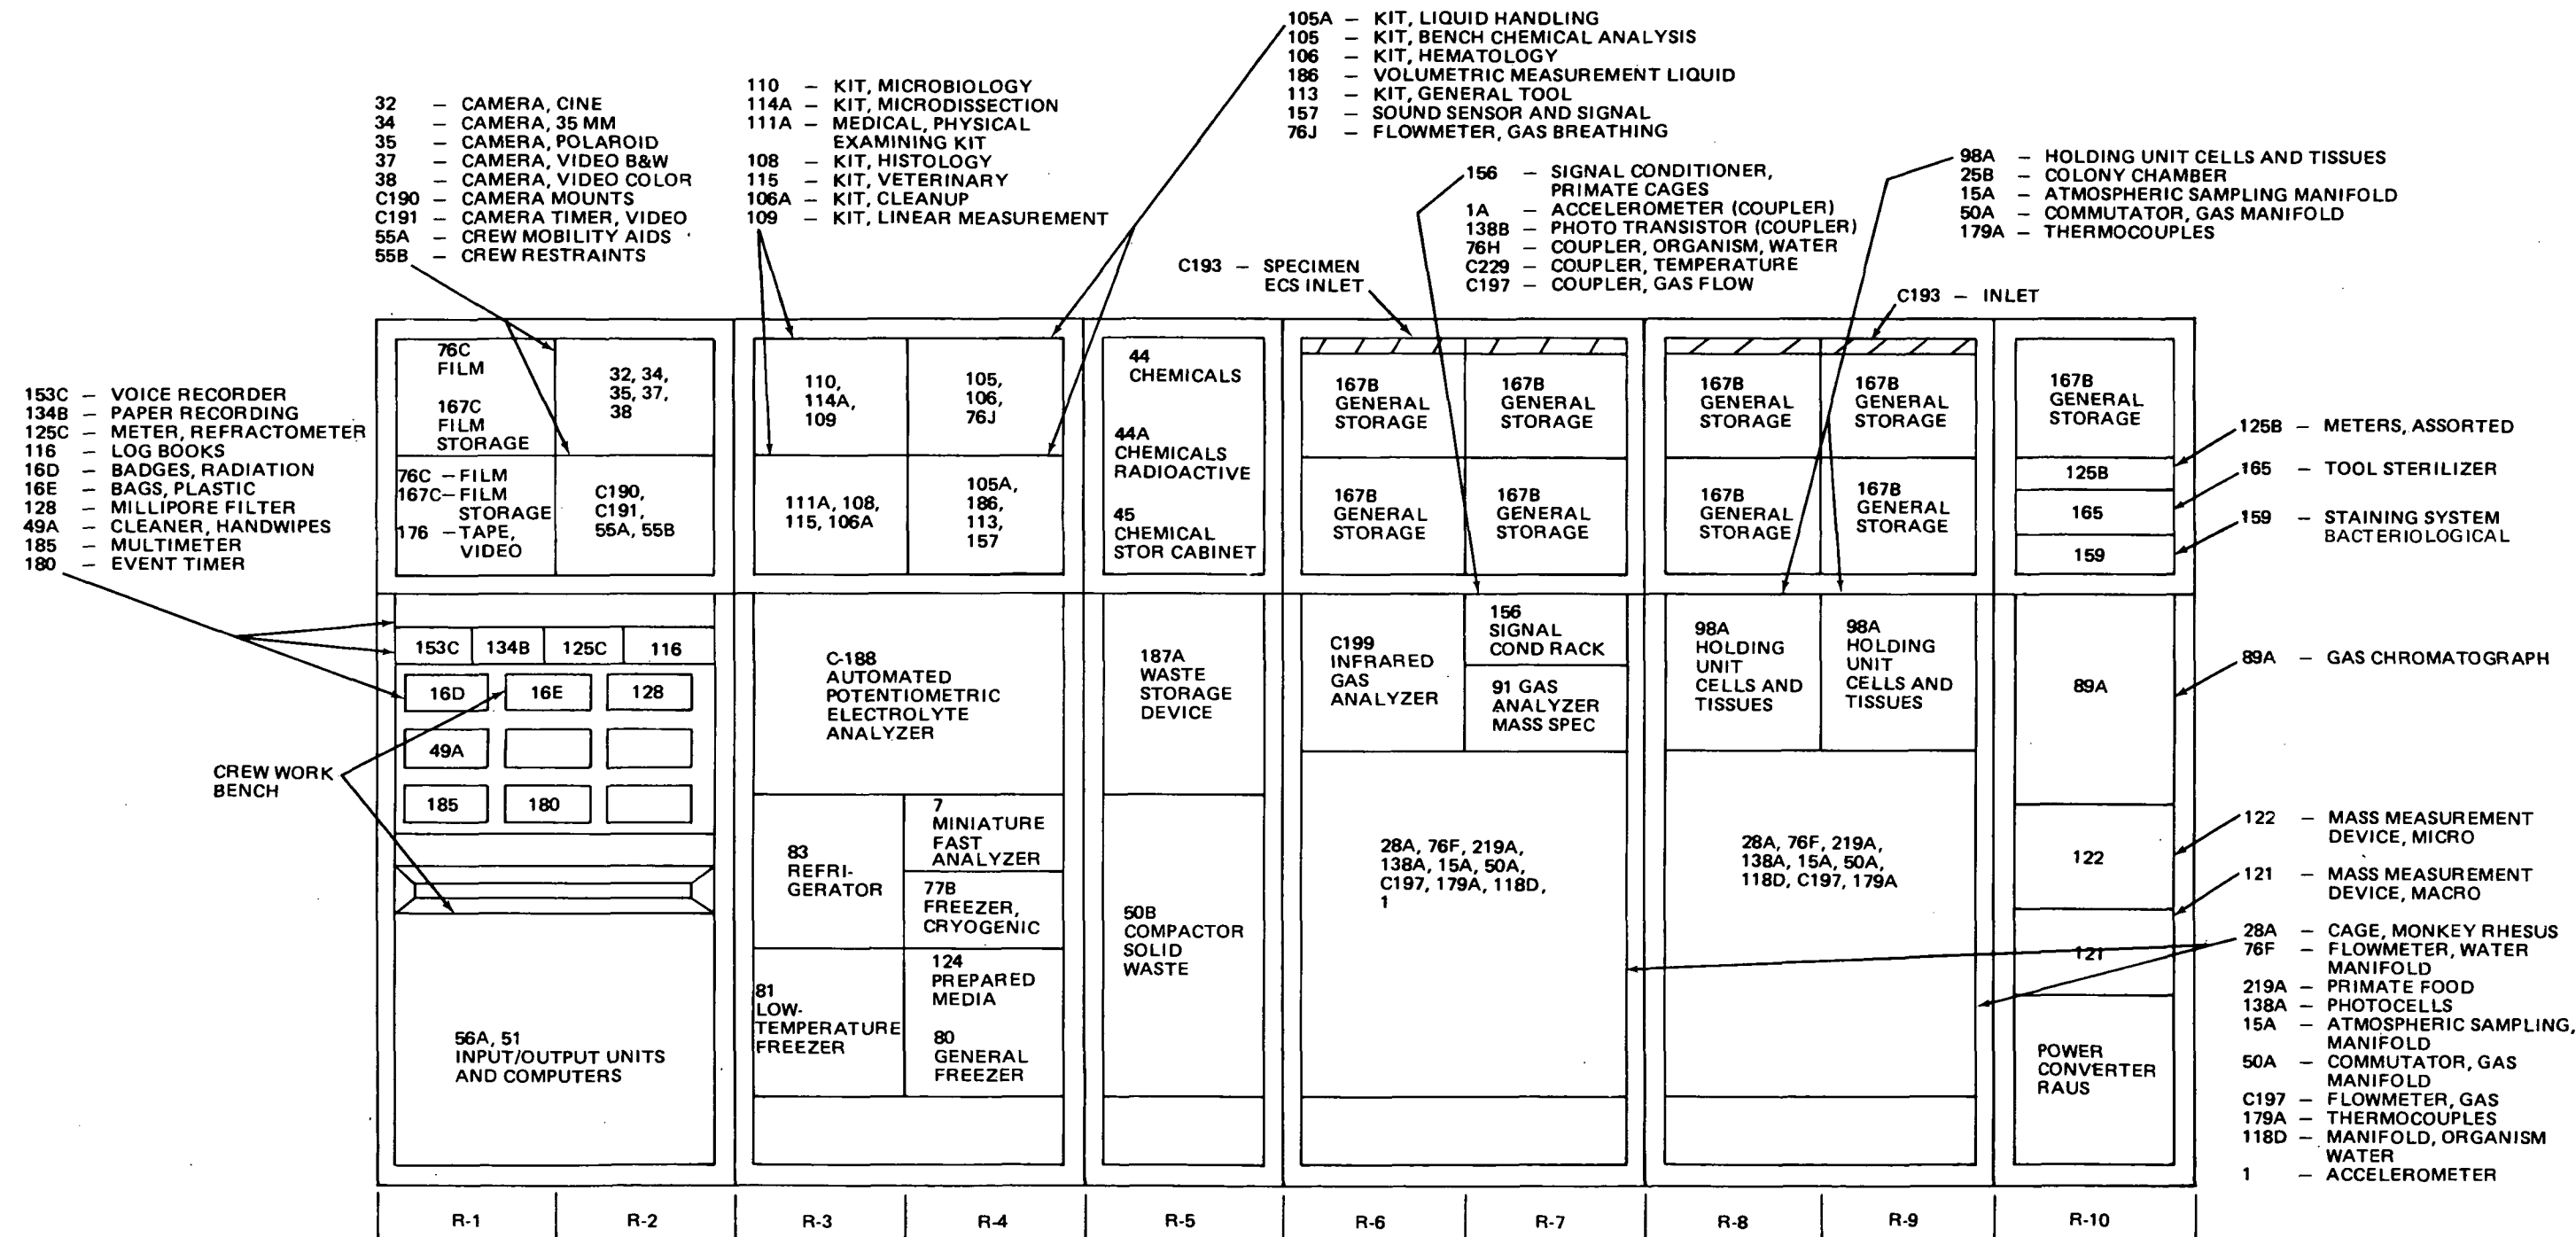 105A — KIT, LIQUID HANDLING
105 — KIT, BENCH CHEMICAL ANALYSIS
106 — KIT, HEMATOLOGY
186 — VOLUMETRIC MEASUREMENT LIQUID
113 — KIT, GENERAL TOOL
157 — SOUND SENSOR AND SIGNAL
76J — FLOWMETER, GAS BREATHING
110 — KIT, MICROBIOLOGY
114A — KIT, MICRODISSECTION
111A — MEDICAL, PHYSICAL
EXAMINING KIT
108 — KIT, HISTOLOGY
115 — KIT, VETERINARY
106A — KIT, CLEANUP
109 — KIT, LINEAR MEASUREMENT
32 — CAMERA, CINE
34 — CAMERA, 35 MM
35 — CAMERA, POLAROID
37 — CAMERA, VIDEO B&W
38 — CAMERA, VIDEO COLOR
C190 — CAMERA MOUNTS
C191 — CAMERA TIMER, VIDEO
55A — CREW MOBILITY AIDS
55B — CREW RESTRAINTS
156 — SIGNAL CONDITIONER,
PRIMATE CAGES
1A — ACCELEROMETER (COUPLER)
138B — PHOTO TRANSISTOR (COUPLER)
76H — COUPLER, ORGANISM, WATER
C229 — COUPLER, TEMPERATURE
C197 — COUPLER, GAS FLOW
98A — HOLDING UNIT CELLS AND TISSUES
25B — COLONY CHAMBER
15A — ATMOSPHERIC SAMPLING MANIFOLD
50A — COMMUTATOR, GAS MANIFOLD
179A — THERMOCOUPLES
C193 — SPECIMEN
ECS INLET
C193 — INLET
153C — VOICE RECORDER
134B — PAPER RECORDING
125C — METER, REFRACTOMETER
116 — LOG BOOKS
16D — BADGES, RADIATION
16E — BAGS, PLASTIC
128 — MILLIPORE FILTER
49A — CLEANER, HANDWIPES
185 — MULTIMETER
180 — EVENT TIMER
CREW WORK
BENCH
76C
FILM
167C
FILM
STORAGE
32, 34,
35, 37,
38
76C — FILM
167C— FILM
STORAGE
176 — TAPE,
VIDEO
C190,
C191,
55A, 55B
110,
114A,
109
105,
106,
76J
111A, 108,
115, 106A
105A,
186,
113,
157
44
CHEMICALS
44A
CHEMICALS
RADIOACTIVE
45
CHEMICAL
STOR CABINET
167B
GENERAL
STORAGE
167B
GENERAL
STORAGE
167B
GENERAL
STORAGE
167B
GENERAL
STORAGE
167B
GENERAL
STORAGE
167B
GENERAL
STORAGE
167B
GENERAL
STORAGE
167B
GENERAL
STORAGE
167B
GENERAL
STORAGE
125B
165
159
125B — METERS, ASSORTED
165 — TOOL STERILIZER
159 — STAINING SYSTEM
BACTERIOLOGICAL
153C 134B 125C 116
16D 16E 128
49A
185 180
56A, 51
INPUT/OUTPUT UNITS
AND COMPUTERS
C-188
AUTOMATED
POTENTIOMETRIC
ELECTROLYTE
ANALYZER
83
REFRI-
GERATOR
7
MINIATURE
FAST
ANALYZER
77B
FREEZER,
CRYOGENIC
81
LOW-
TEMPERATURE
FREEZER
124
PREPARED
MEDIA
80
GENERAL
FREEZER
187A
WASTE
STORAGE
DEVICE
50B
COMPACTOR
SOLID
WASTE
C199
INFRARED
GAS
ANALYZER
156
SIGNAL
COND RACK
91 GAS
ANALYZER
MASS SPEC
28A, 76F, 219A,
138A, 15A, 50A,
C197, 179A, 118D,
1
98A
HOLDING
UNIT
CELLS AND
TISSUES
98A
HOLDING
UNIT
CELLS AND
TISSUES
28A, 76F, 219A,
138A, 15A, 50A,
118D, C197, 179A
89A
122
121
POWER
CONVERTER
RAUS
89A — GAS CHROMATOGRAPH
122 — MASS MEASUREMENT
DEVICE, MICRO
121 — MASS MEASUREMENT
DEVICE, MACRO
28A — CAGE, MONKEY RHESUS
76F — FLOWMETER, WATER
MANIFOLD
219A — PRIMATE FOOD
138A — PHOTOCELLS
15A — ATMOSPHERIC SAMPLING,
MANIFOLD
50A — COMMUTATOR, GAS
MANIFOLD
C197 — FLOWMETER, GAS
179A — THERMOCOUPLES
118D — MANIFOLD, ORGANISM
WATER
1 — ACCELEROMETER
R-1 R-2 R-3 R-4 R-5 R-6 R-7 R-8 R-9 R-10